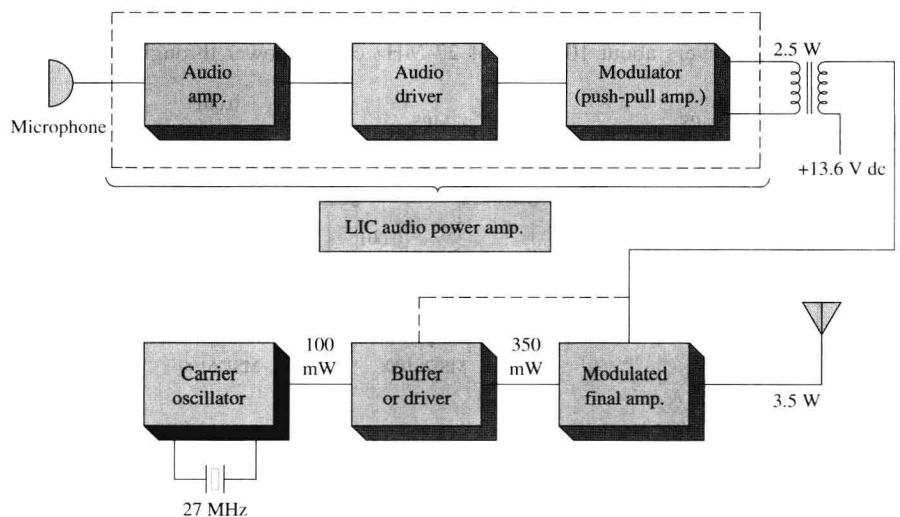 Audio
amp.
Audio
driver
Modulator
(push-pull amp.)
2.5 W
Microphone
+13.6 V dc
LIC audio power amp.
Carrier
oscillator
100
mW
Buffer
or driver
350
mW
Modulated
final amp.
3.5 W
27 MHz